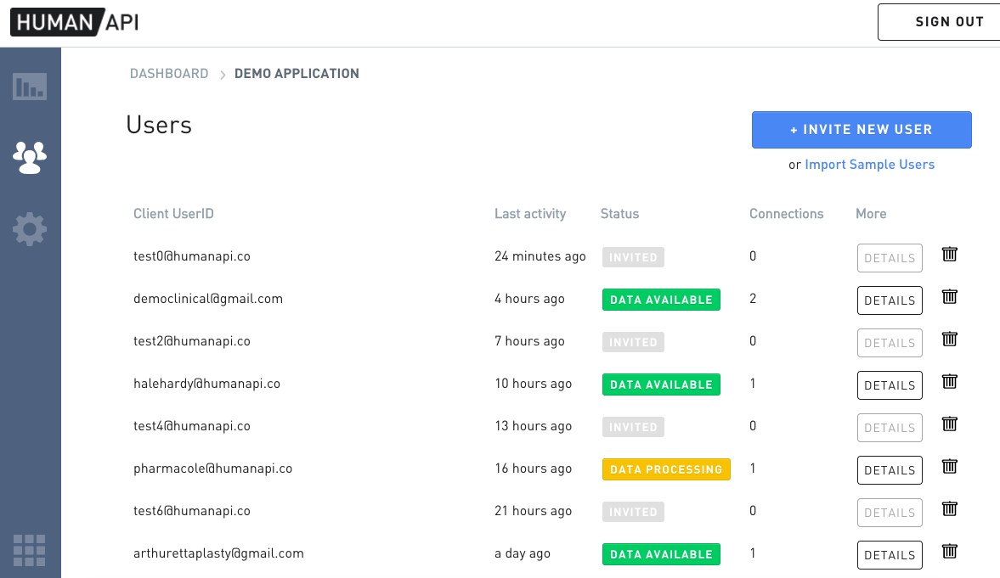 HUMAN/API
SIGN OUT
DASHBOARD > DEMO APPLICATION
Users
+ INVITE NEW USER
or Import Sample Users
Client UserID Last activity Status Connections More
test0@humanapi.co 24 minutes ago INVITED 0 DETAILS
democlinical@gmail.com 4 hours ago DATA AVAILABLE 2 DETAILS
test2@humanapi.co 7 hours ago INVITED 0 DETAILS
halehardy@humanapi.co 10 hours ago DATA AVAILABLE 1 DETAILS
test4@humanapi.co 13 hours ago INVITED 0 DETAILS
pharmacole@humanapi.co 16 hours ago DATA PROCESSING 1 DETAILS
test6@humanapi.co 21 hours ago INVITED 0 DETAILS
arthurettaplasty@gmail.com a day ago DATA AVAILABLE 1 DETAILS